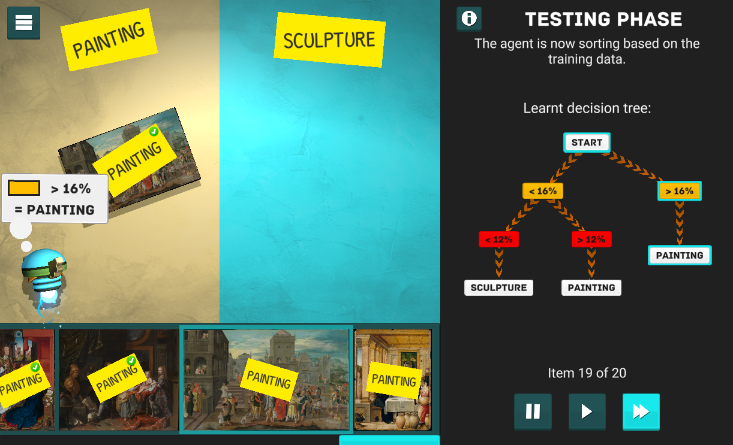 PAINTING
SCULPTURE
PAINTING
> 16%
= PAINTING
PAINTING
PAINTING
PAINTING
PAINTING
TESTING PHASE
The agent is now sorting based on the
training data.
Learnt decision tree:
START
< 16%
> 16%
< 12%
> 12%
PAINTING
SCULPTURE
PAINTING
Item 19 of 20